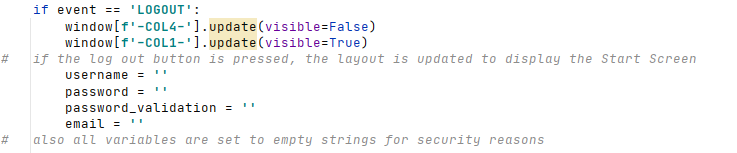 if event == 'LOGOUT':
    window[f'-COL4-'].update(visible=False)
    window[f'-COL1-'].update(visible=True)
#   if the log out button is pressed, the layout is updated to display the Start Screen
    username = ''
    password = ''
    password_validation = ''
    email = ''
#   also all variables are set to empty strings for security reasons